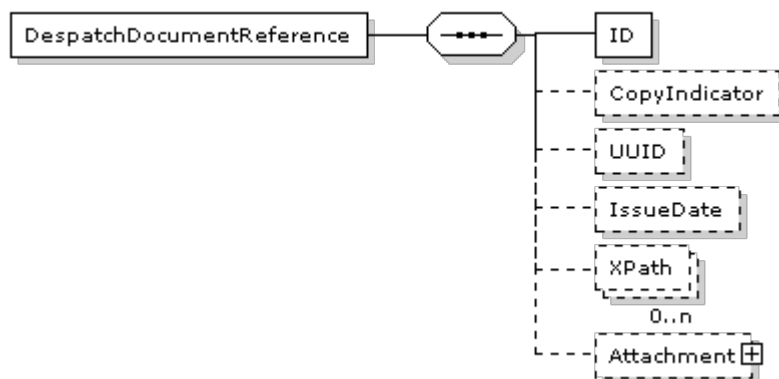 DespatchDocumentReference
ID
CopyIndicator
UUID
IssueDate
XPath
0..n
Attachment